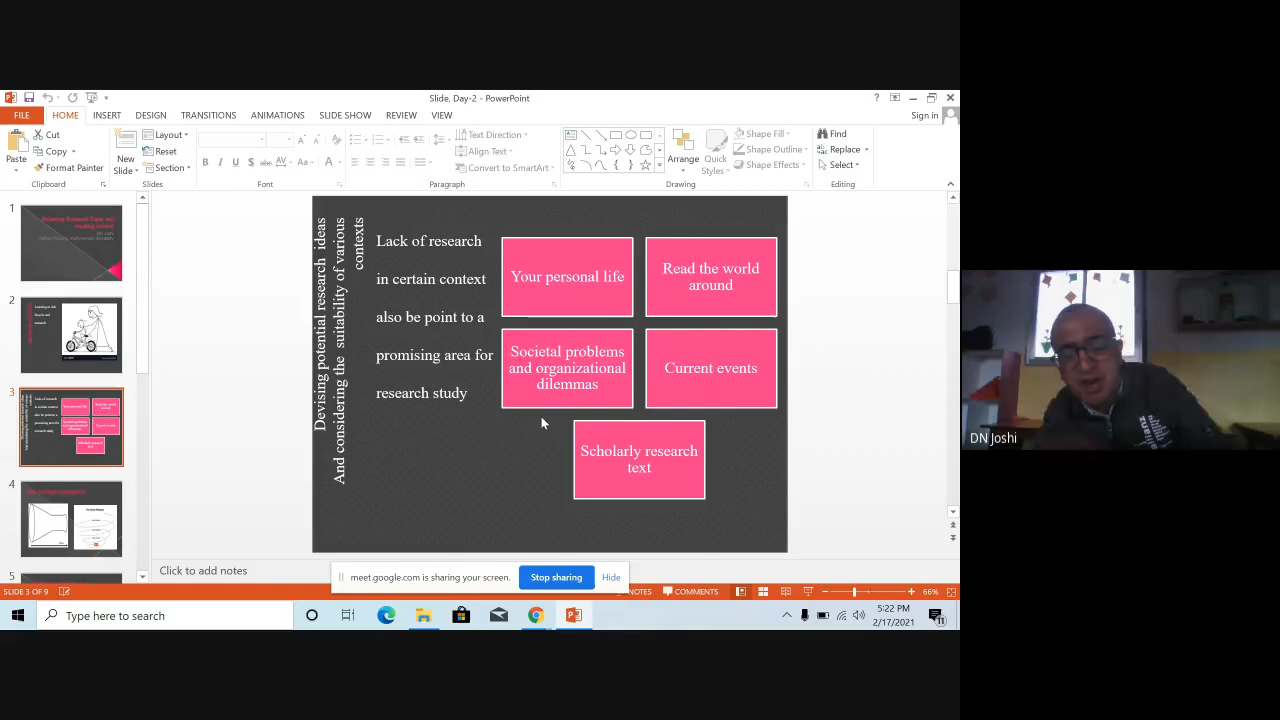 Slide, Day-2 - PowerPoint
FILE HOME INSERT DESIGN TRANSITIONS ANIMATIONS SLIDE SHOW REVIEW VIEW Sign in
Paste
Cut
Copy
Format Painter
Clipboard
New
Slide
Layout
Reset
Section
Slides
Font
Text Direction
Align Text
Convert to SmartArt
Paragraph
Arrange
Quick
Styles
Shape Fill
Shape Outline
Shape Effects
Drawing
Find
Replace
Select
Editing
1
2
3
4
5
Devising potential research ideas
And considering the suitability of various
contexts
Lack of research
in certain context
also be point to a
promising area for
research study
Your personal life
Read the world
around
Societal problems
and organizational
dilemmas
Current events
Scholarly research
text
Click to add notes
meet.google.com is sharing your screen. Stop sharing Hide
SLIDE 3 OF 9
NOTES COMMENTS 66%
Type here to search
5:22 PM
2/17/2021
DN Joshi